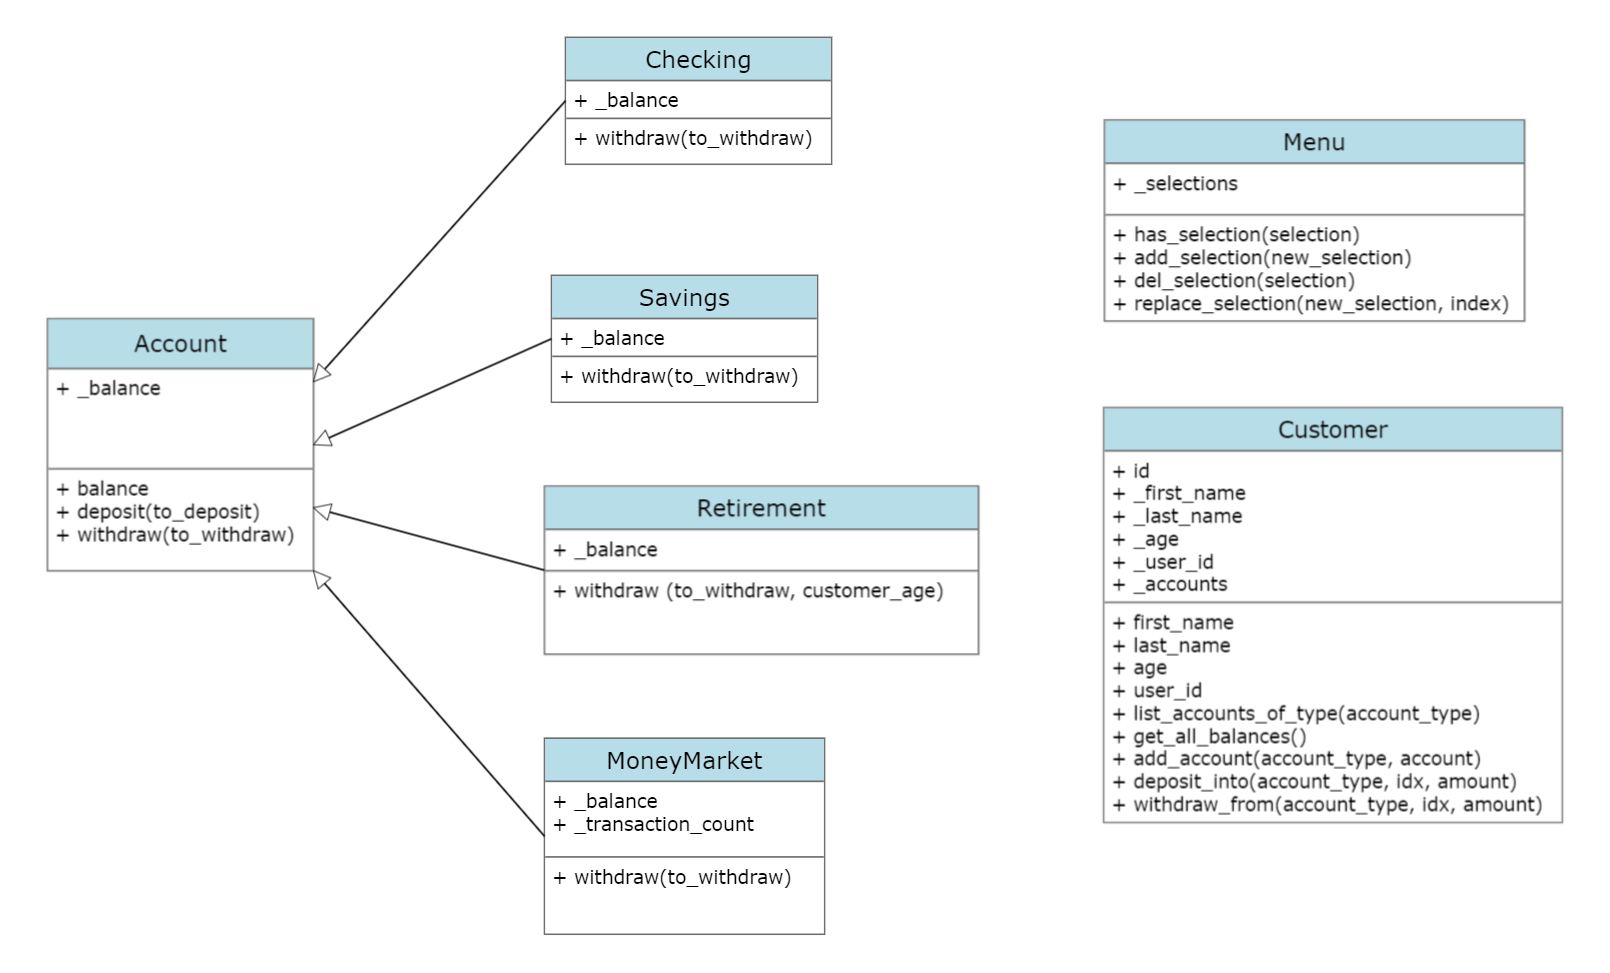 Checking
+ _balance
+ withdraw(to_withdraw)
Savings
+ _balance
+ withdraw(to_withdraw)
Account
+ _balance
+ balance
+ deposit(to_deposit)
+ withdraw(to_withdraw)
Retirement
+ _balance
+ withdraw (to_withdraw, customer_age)
MoneyMarket
+ _balance
+ _transaction_count
+ withdraw(to_withdraw)
Menu
+ _selections
+ has_selection(selection)
+ add_selection(new_selection)
+ del_selection(selection)
+ replace_selection(new_selection, index)
Customer
+ id
+ _first_name
+ _last_name
+ _age
+ _user_id
+ _accounts
+ first_name
+ last_name
+ age
+ user_id
+ list_accounts_of_type(account_type)
+ get_all_balances()
+ add_account(account_type, account)
+ deposit_into(account_type, idx, amount)
+ withdraw_from(account_type, idx, amount)